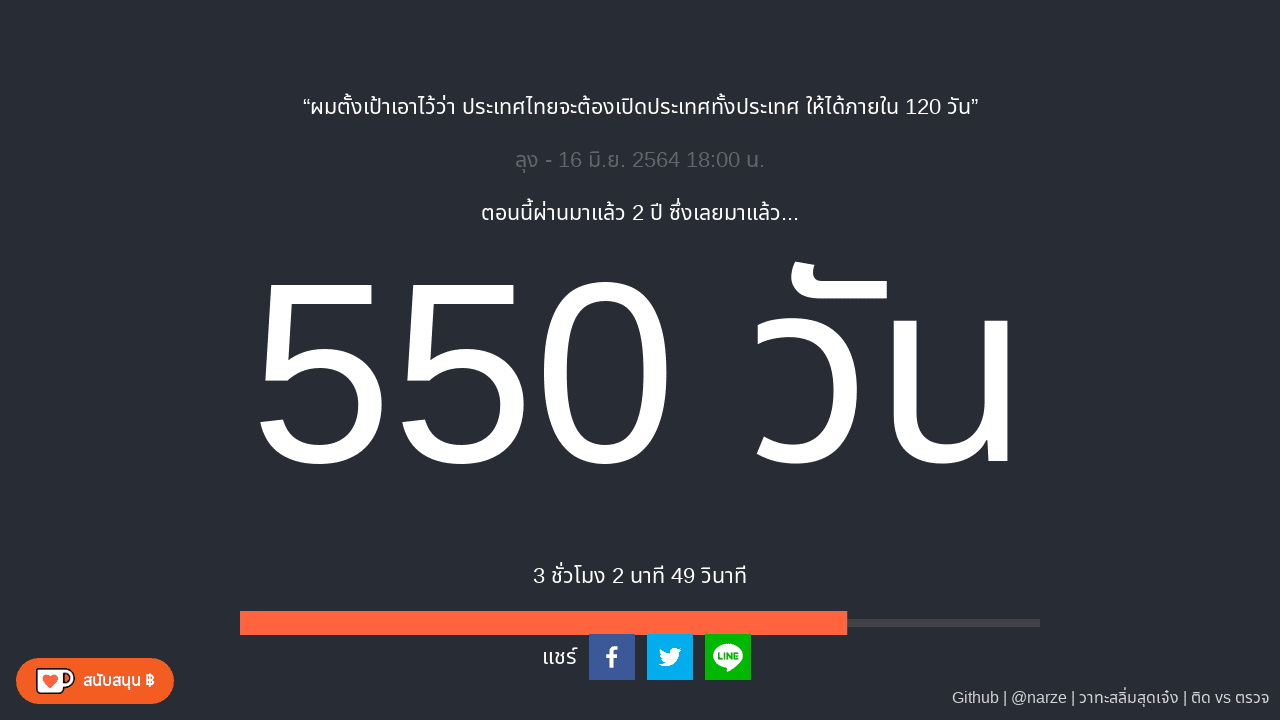 “ผมตั้งเป้าเอาไว้ว่า ประเทศไทยจะต้องเปิดประเทศทั้งประเทศ ให้ได้ภายใน 120 วัน”
ลุง - 16 มิ.ย. 2564 18:00 น.
ตอนนี้ผ่านมาแล้ว 2 ปี ซึ่งเลยมาแล้ว...
550 วัน
3 ชั่วโมง 2 นาที 49 วินาที
แชร์
LINE
สนับสนุน ฿
Github | @narze | วาทะสลิ่มสุดเจ๋ง | ติด vs ตรวจ